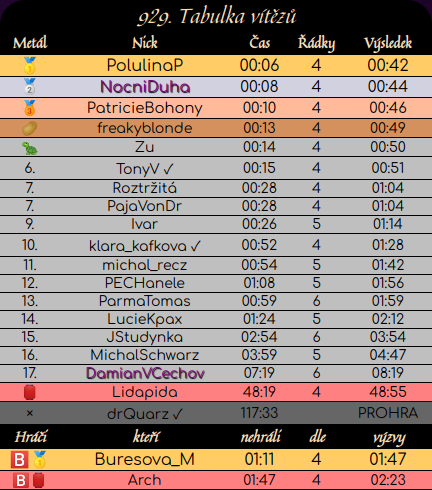 929. Tabulka vítězů
Metál Nick Čas Řádky Výsledek
1 PolulinaP 00:06 4 00:42
2 NocniDuha 00:08 4 00:44
3 PatricieBohony 00:10 4 00:46
freakyblonde 00:13 4 00:49
Zu 00:14 4 00:50
6. TonyV ✓ 00:15 4 00:51
7. Roztržitá 00:28 4 01:04
7. PajaVonDr 00:28 4 01:04
9. Ivar 00:26 5 01:14
10. klara_kafkova ✓ 00:52 4 01:28
11. michal_recz 00:54 5 01:42
12. PECHanele 01:08 5 01:56
13. ParmaTomas 00:59 6 01:59
14. LucieKpax 01:24 5 02:12
15. JStudynka 02:54 6 03:54
16. MichalSchwarz 03:59 5 04:47
17. DamianVCechov 07:19 6 08:19
Lidapida 48:19 4 48:55
× drQuarz ✓ 117:33 PROHRA
Hráči kteří nehráli dle výzvy
B 1 Buresova_M 01:11 4 01:47
B Arch 01:47 4 02:23